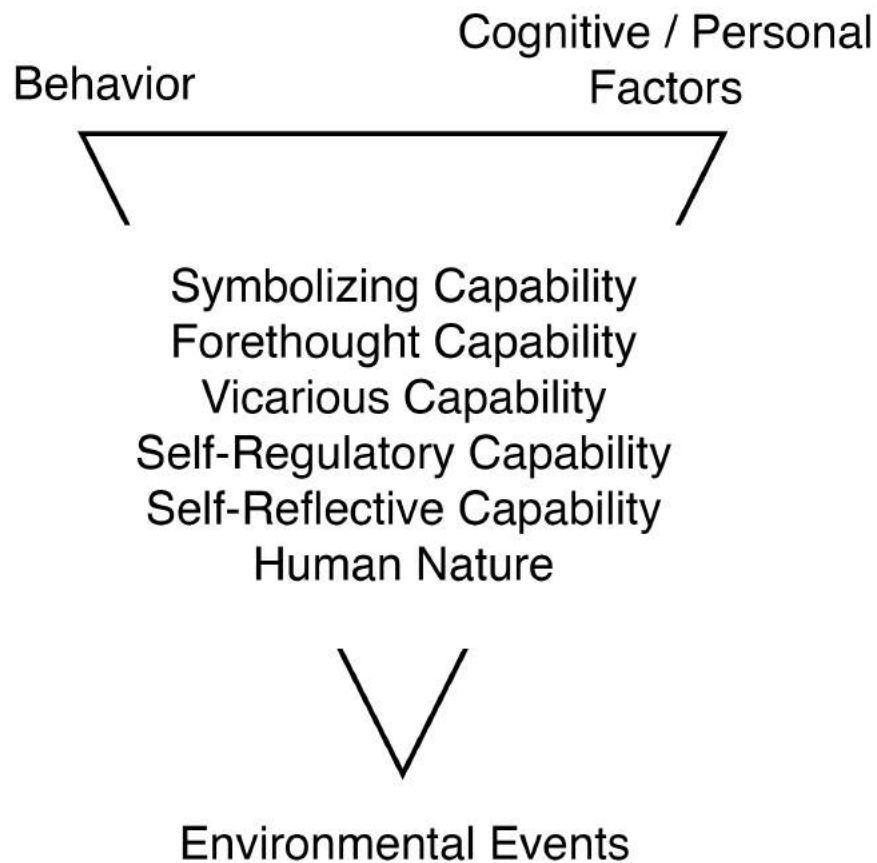 Behavior
Cognitive / Personal
Factors
Symbolizing Capability
Forethought Capability
Vicarious Capability
Self-Regulatory Capability
Self-Reflective Capability
Human Nature
Environmental Events